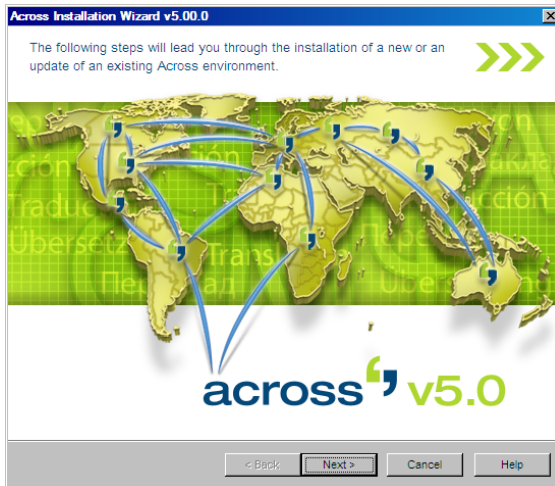 Across Installation Wizard v5.00.0
The following steps will lead you through the installation of a new or an
update of an existing Across environment.
Übersetz
Trans
across v5.0
< Back
Next >
Cancel
Help